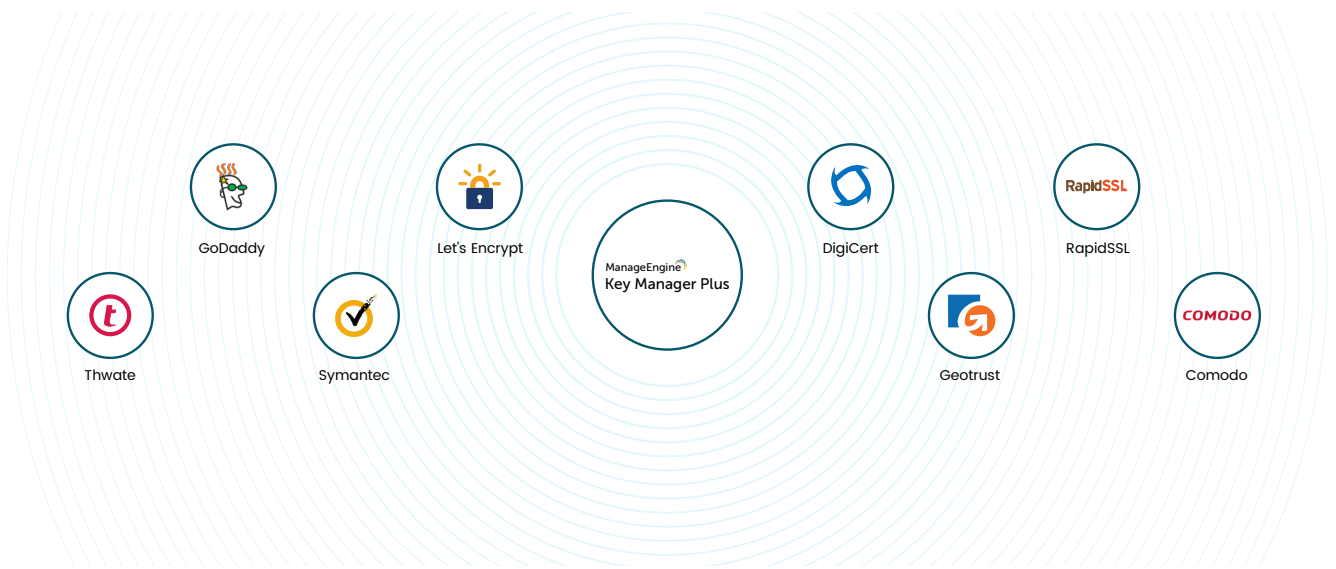 GoDaddy
Let's Encrypt
ManageEngine
Key Manager Plus
DigiCert
RapidSSL
RapidSSL
Thwate
t
Symantec
Geotrust
COMODO
Comodo